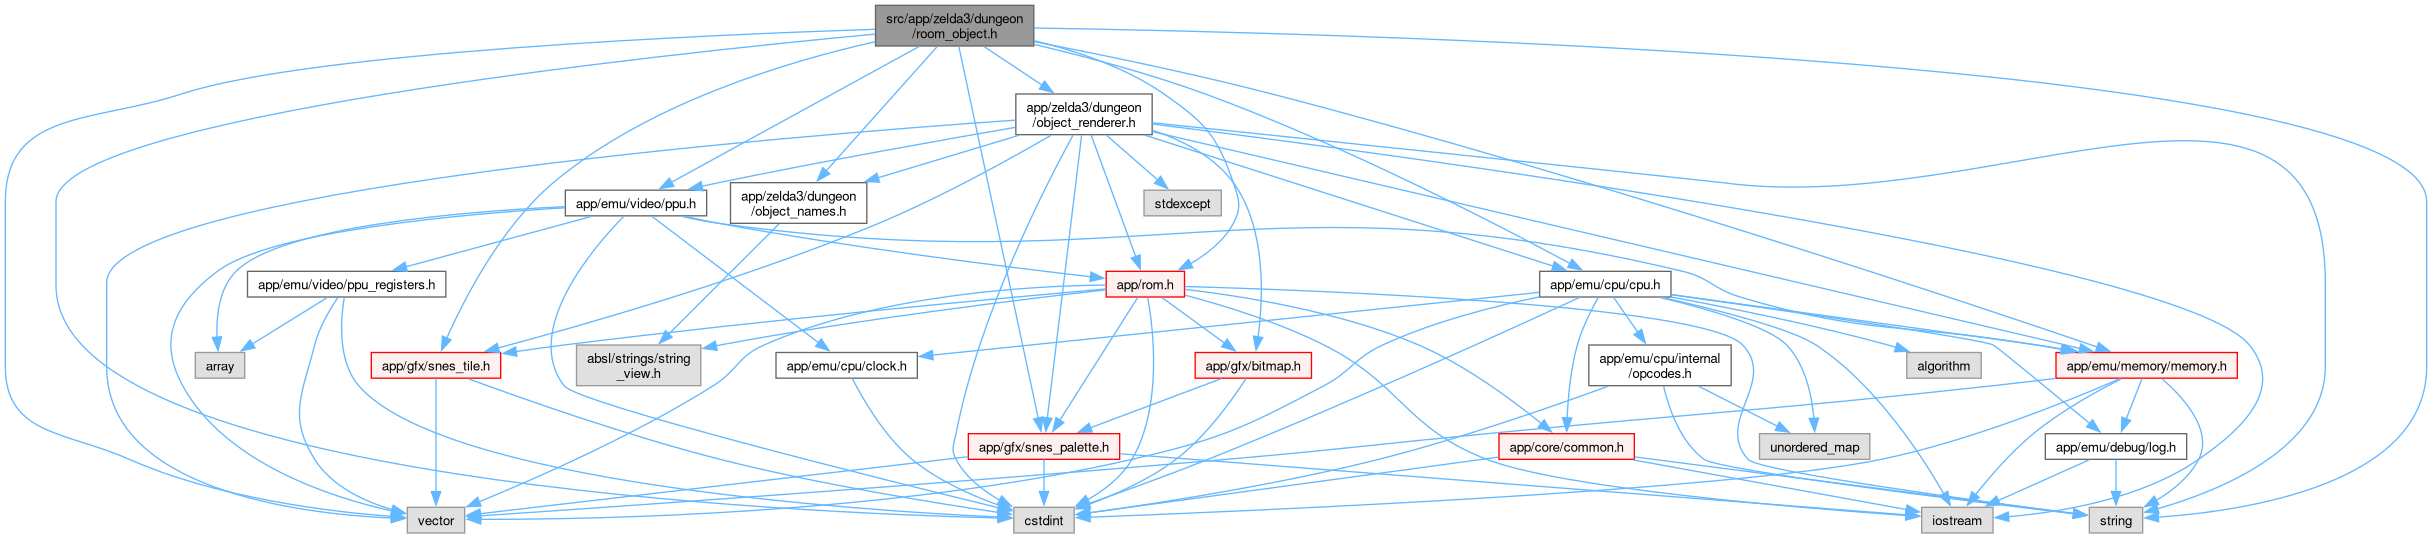 src/app/zelda3/dungeon
/room_object.h
app/zelda3/dungeon
/object_renderer.h
app/emu/video/ppu.h
app/zelda3/dungeon
/object_names.h
stdexcept
app/emu/video/ppu_registers.h
app/rom.h
app/emu/cpu/cpu.h
array
app/gfx/snes_tile.h
absl/strings/string
_view.h
app/emu/cpu/clock.h
app/gfx/bitmap.h
app/emu/cpu/internal
/opcodes.h
algorithm
app/emu/memory/memory.h
app/gfx/snes_palette.h
app/core/common.h
unordered_map
app/emu/debug/log.h
vector
cstdint
iostream
string